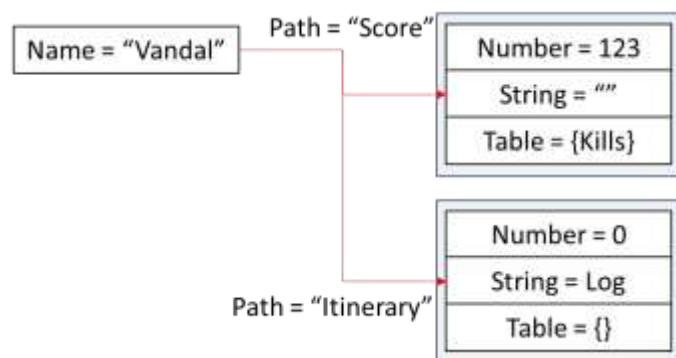 Name = “Vandal”
Path = “Score”
Number = 123
String = “”
Table = {Kills}
Path = “Itinerary”
Number = 0
String = Log
Table = {}